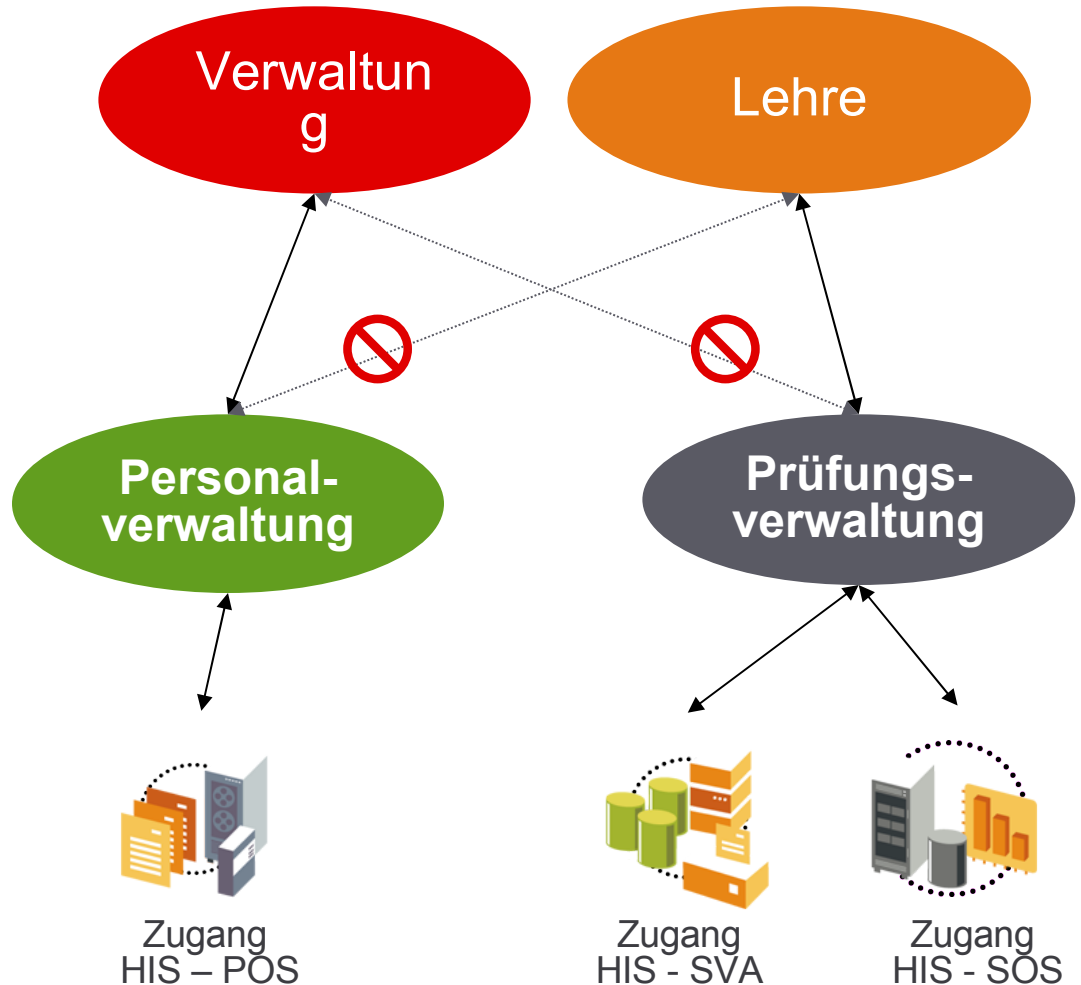 Verwaltun
g
Lehre
Personal-
verwaltung
Prüfungs-
verwaltung
Zugang
HIS – POS
Zugang
HIS - SVA
Zugang
HIS - SOS